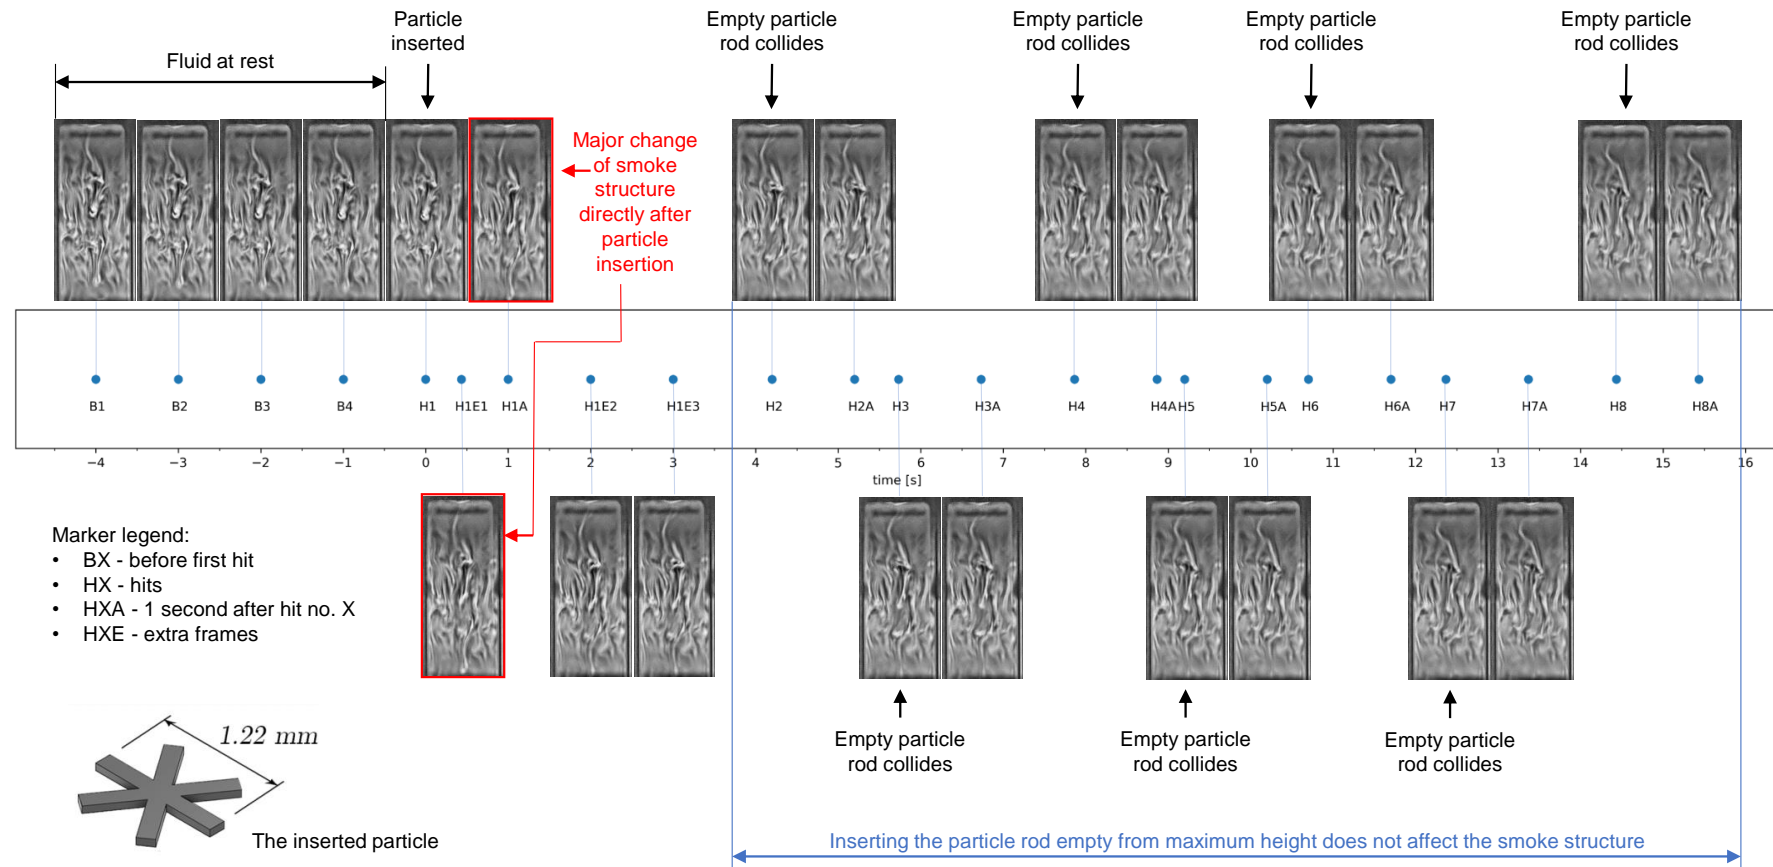 Particle
inserted
Empty particle
rod collides
Empty particle
rod collides
Empty particle
rod collides
Empty particle
rod collides
Fluid at rest
Major change
of smoke
structure
directly after
particle
insertion
B1
B2
B3
B4
H1
H1E1
H1A
H1E2
H1E3
H2
H2A
H3
H3A
H4
H4A
H5
H5A
H6
H6A
H7
H7A
H8
H8A
−4
−3
−2
−1
0
1
2
3
4
5
6
7
8
9
10
11
12
13
14
15
16
time [s]
Marker legend:
• BX - before first hit
• HX - hits
• HXA - 1 second after hit no. X
• HXE - extra frames
1.22 mm
The inserted particle
Empty particle
rod collides
Empty particle
rod collides
Empty particle
rod collides
Inserting the particle rod empty from maximum height does not affect the smoke structure